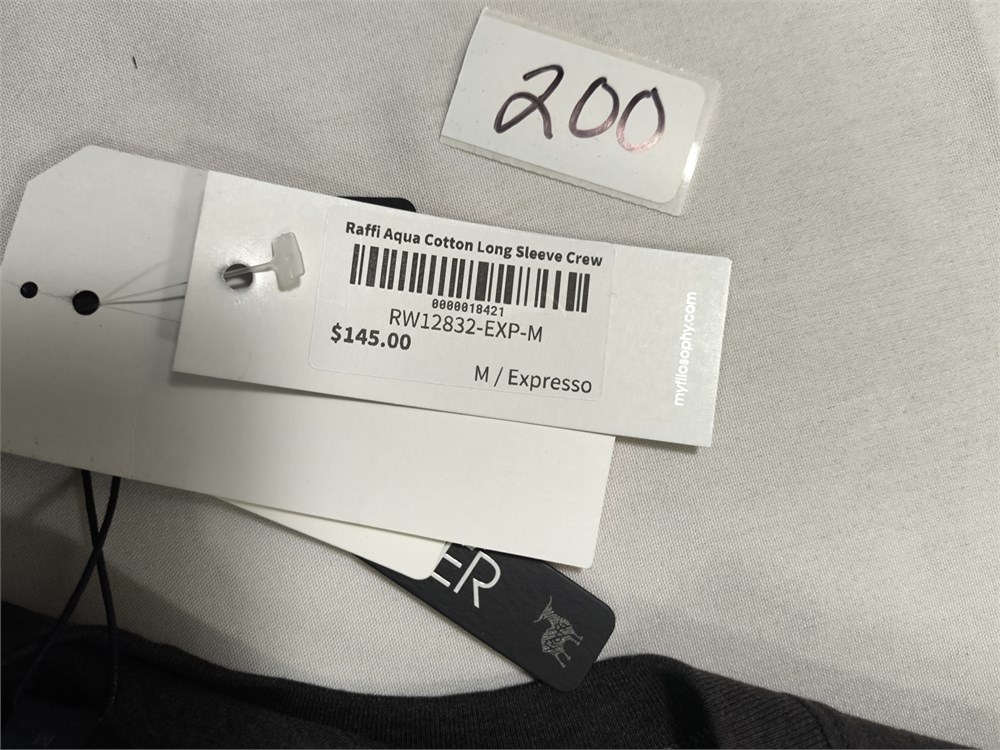 200
Raffi Aqua Cotton Long Sleeve Crew
0000018421
RW12832-EXP-M
$145.00
M / Expresso
myfilosophy.com
ER